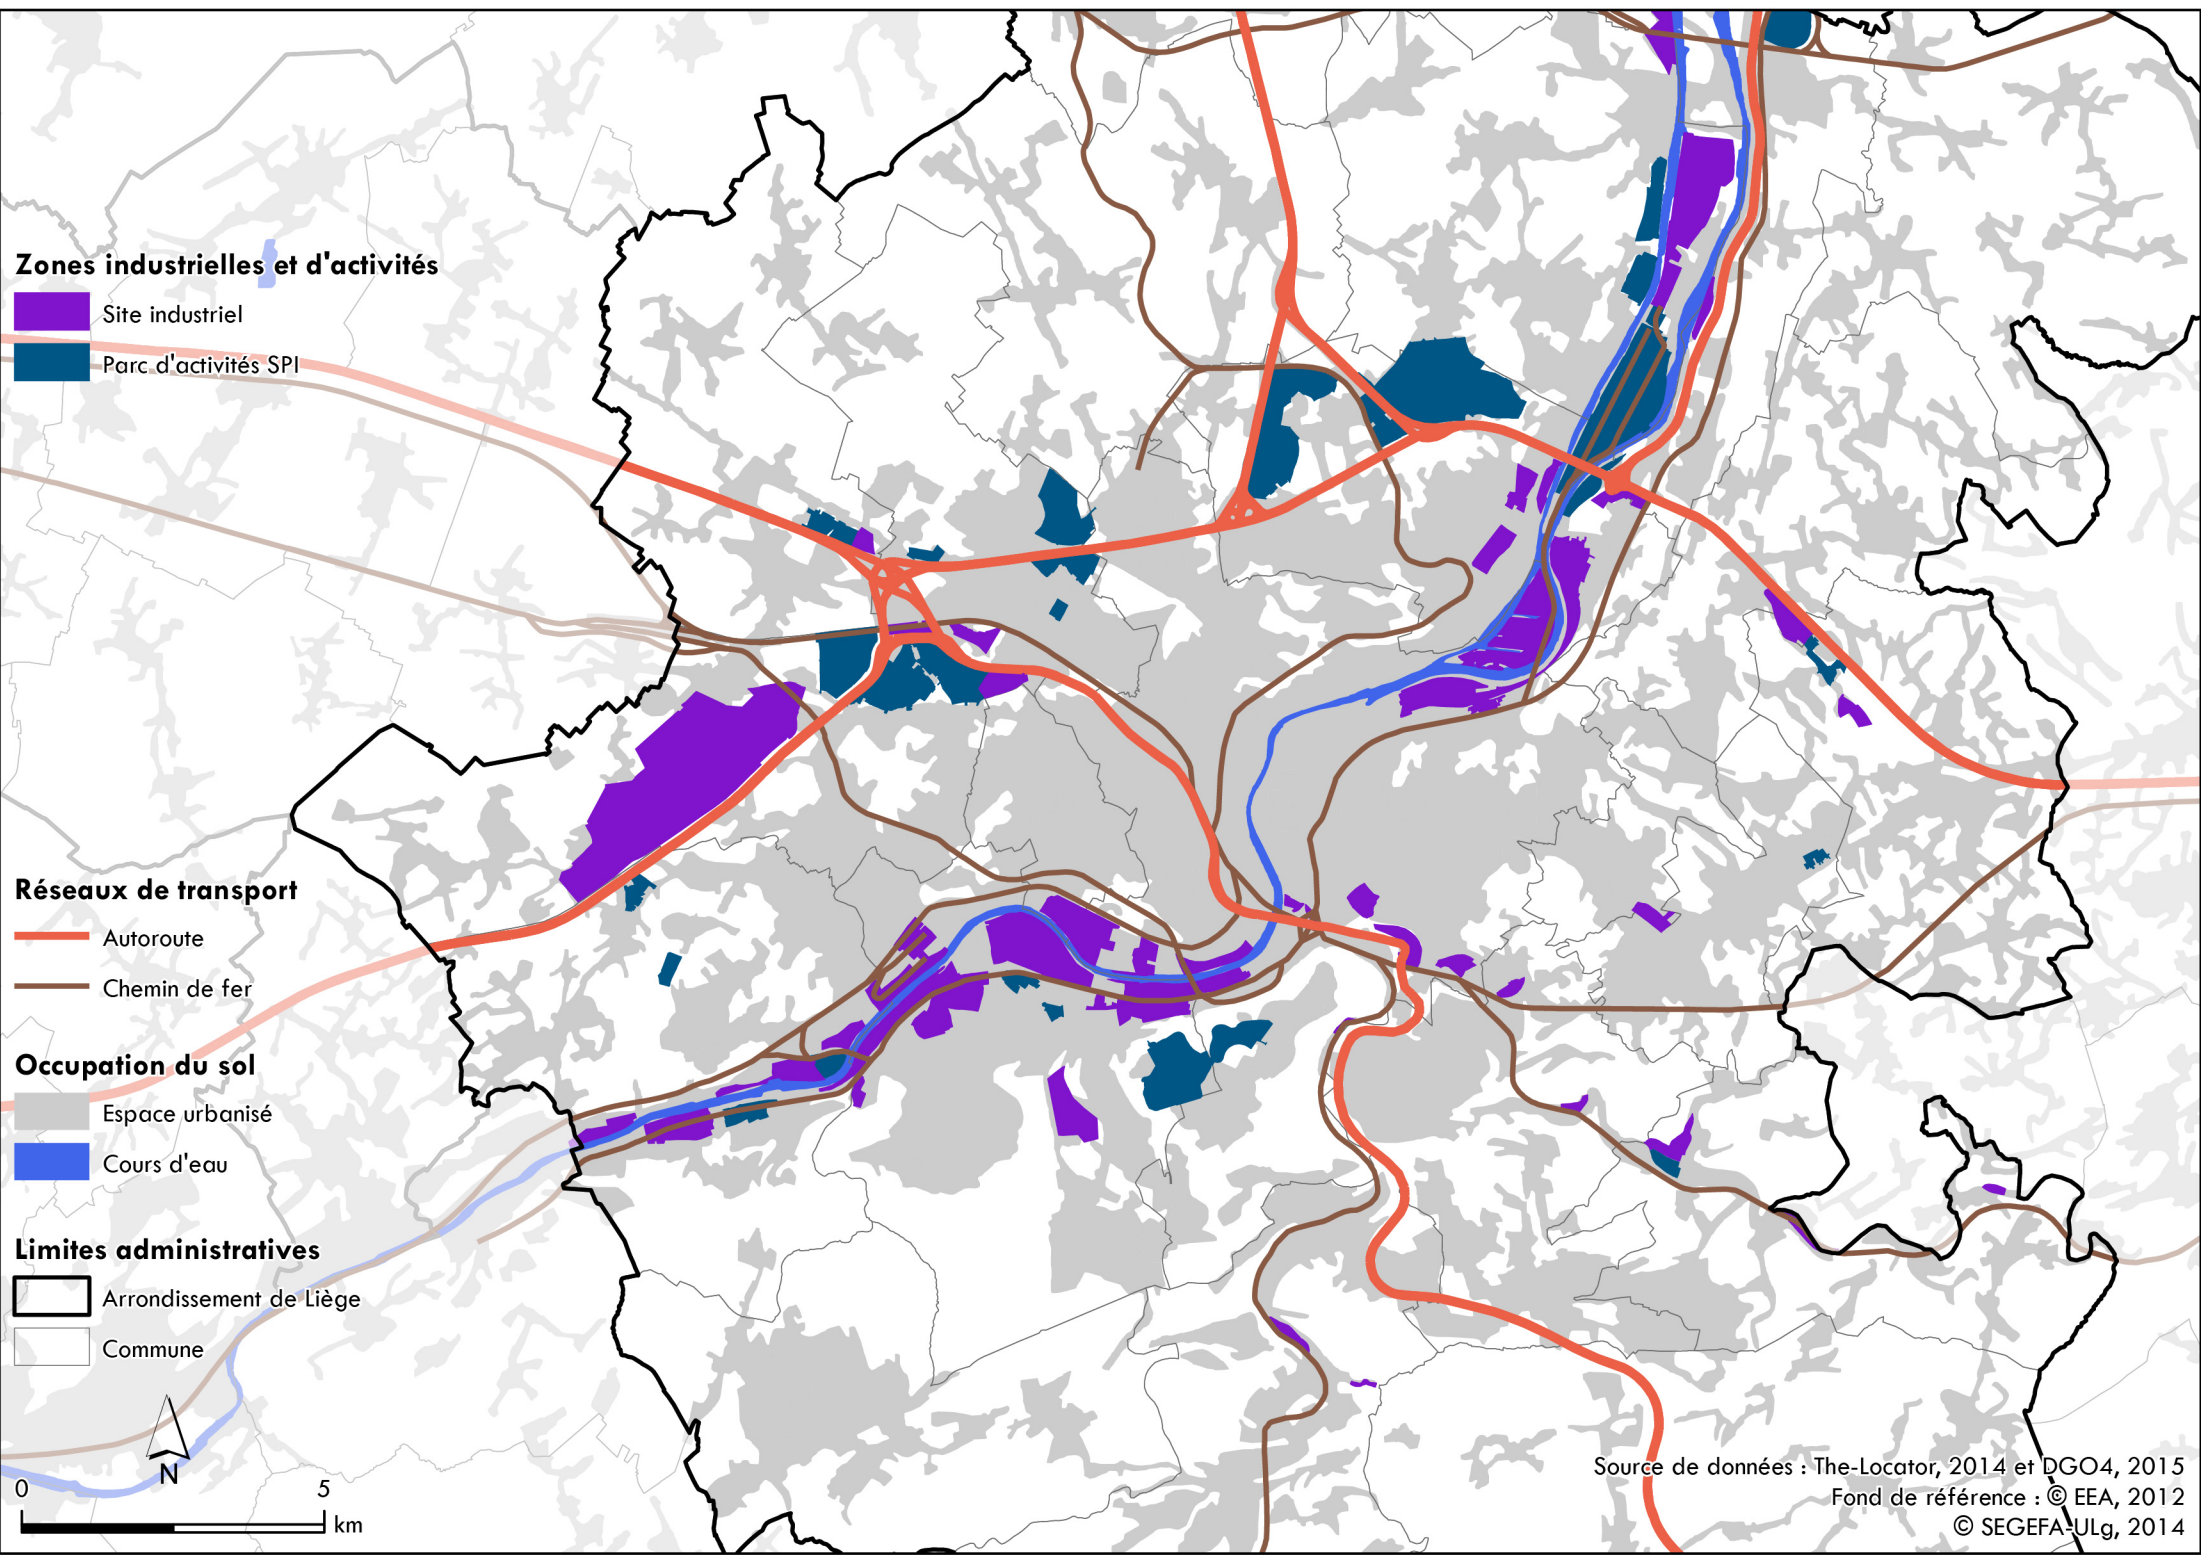 Zones industrielles et d'activités
Site industriel
Parc d'activités SPI
Réseaux de transport
Autoroute
Chemin de fer
Occupation du sol
Espace urbanisé
Cours d'eau
Limites administratives
Arrondissement de Liège
Commune
N
0 5
km
Source de données : The-Locator, 2014 et DGO4, 2015
Fond de référence : © EEA, 2012
© SEGEFA-ULg, 2014